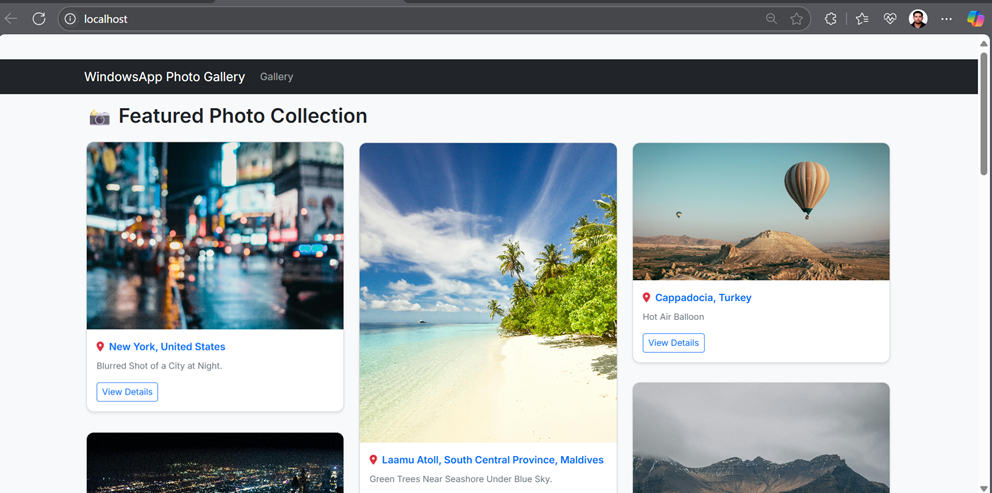 localhost
WindowsApp Photo Gallery Gallery
Featured Photo Collection
New York, United States
Blurred Shot of a City at Night.
View Details
Laamu Atoll, South Central Province, Maldives
Green Trees Near Seashore Under Blue Sky.
Cappadocia, Turkey
Hot Air Balloon
View Details